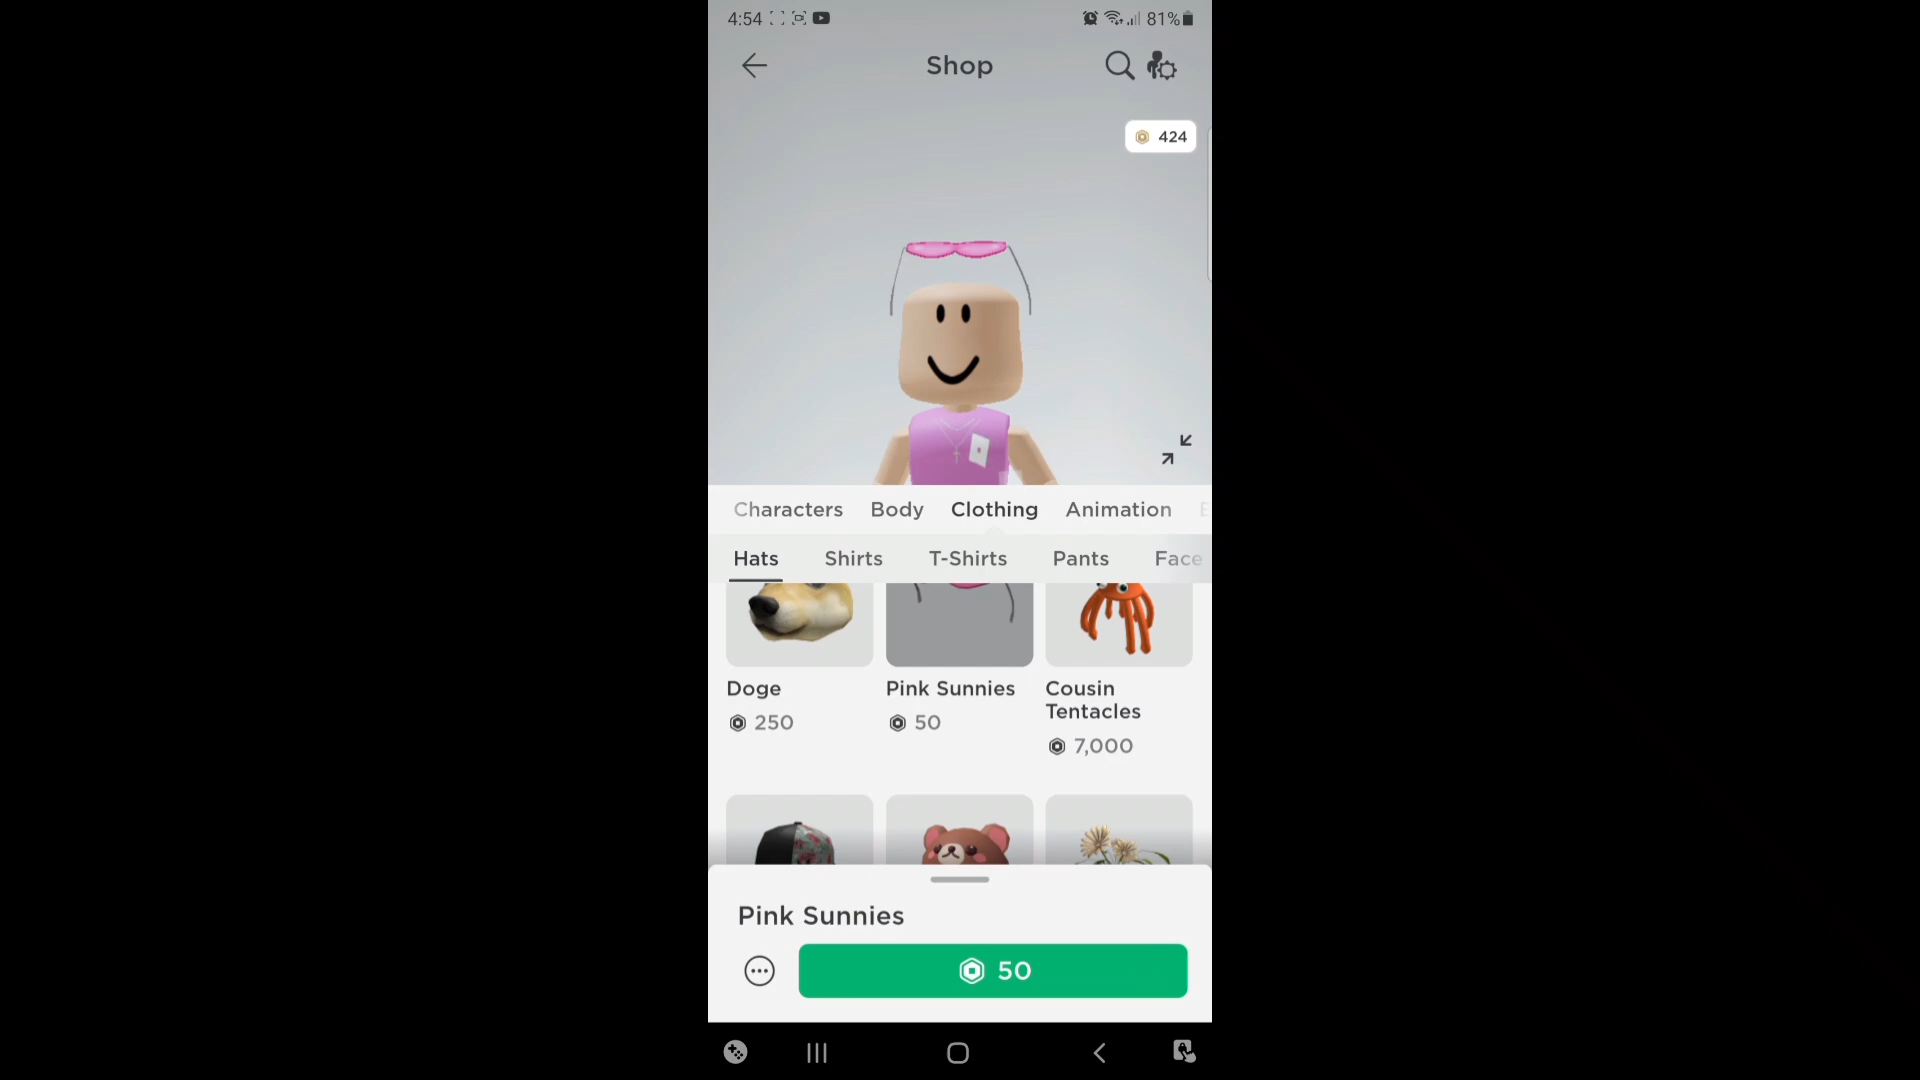 4:54
81%
Shop
424
Characters Body Clothing Animation
Hats Shirts T-Shirts Pants Face
Doge
250
Pink Sunnies
50
Cousin
Tentacles
7,000
Pink Sunnies
50